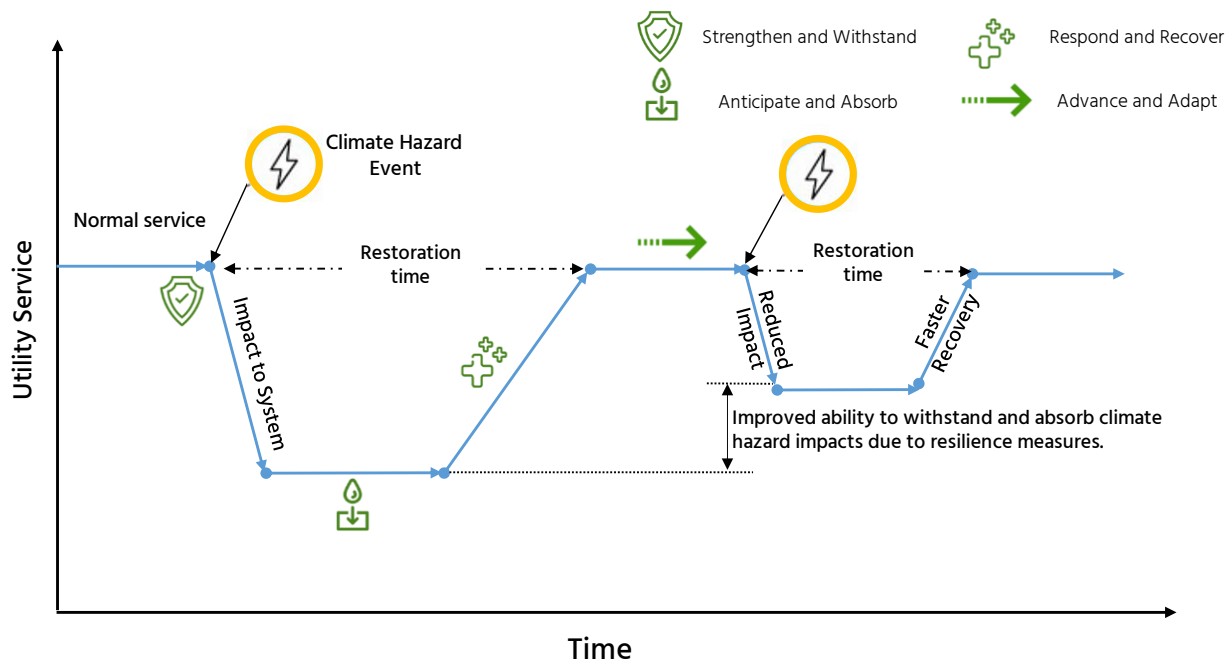 Strengthen and Withstand
Respond and Recover
Anticipate and Absorb
Advance and Adapt
Climate Hazard
Event
Normal service
Restoration
time
Restoration
time
Utility Service
Impact to System
Reduced
Impact
Faster
Recovery
Improved ability to withstand and absorb climate
hazard impacts due to resilience measures.
Time